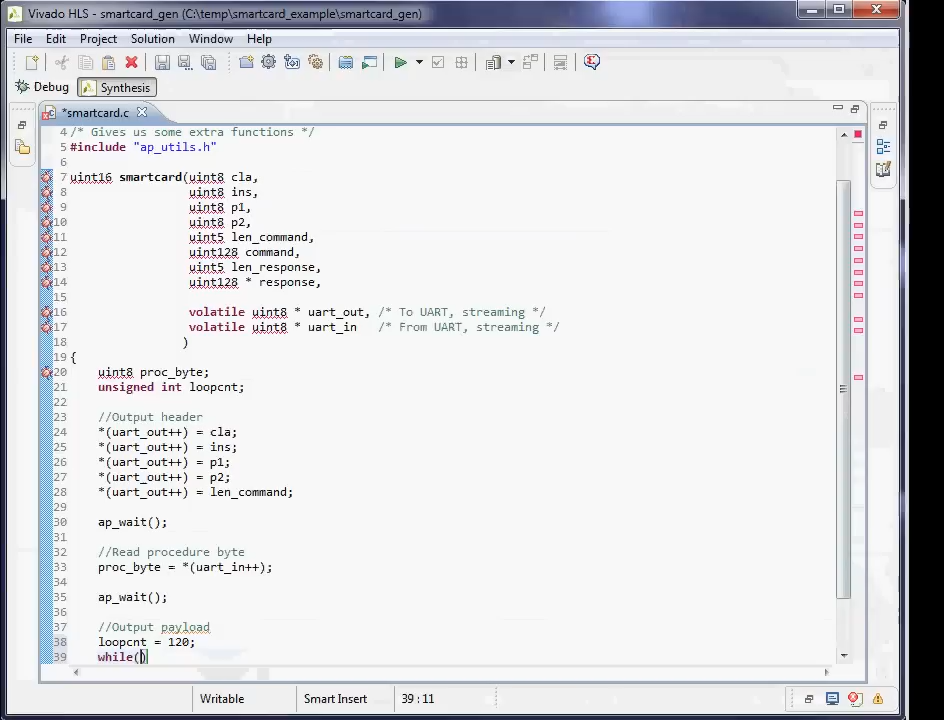 Vivado HLS - smartcard_gen (C:\temp\smartcard_example\smartcard_gen)
File Edit Project Solution Window Help
Debug Synthesis
*smartcard.c
4 /* Gives us some extra functions */
5 #include "ap_utils.h"
6
7 uint16 smartcard(uint8 cla,
8 uint8 ins,
9 uint8 p1,
10 uint8 p2,
11 uint5 len_command,
12 uint128 command,
13 uint5 len_response,
14 uint128 * response,
15
16 volatile uint8 * uart_out, /* To UART, streaming */
17 volatile uint8 * uart_in /* From UART, streaming */
18 )
19 {
20 uint8 proc_byte;
21 unsigned int loopcnt;
22
23 //Output header
24 *(uart_out++) = cla;
25 *(uart_out++) = ins;
26 *(uart_out++) = p1;
27 *(uart_out++) = p2;
28 *(uart_out++) = len_command;
29
30 ap_wait();
31
32 //Read procedure byte
33 proc_byte = *(uart_in++);
34
35 ap_wait();
36
37 //Output payload
38 loopcnt = 120;
39 while()
Writable Smart Insert 39 : 11